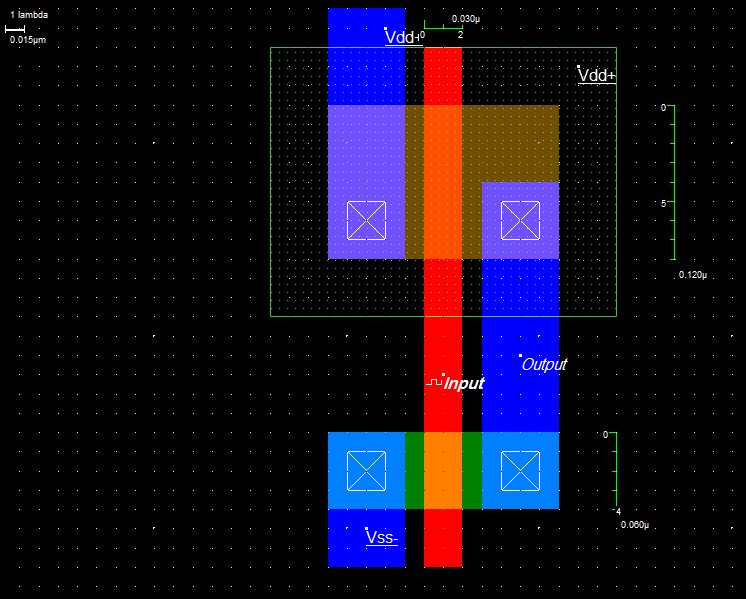 1 lambda
0.015µm
0.030µ
Vdd+
0
2
Vdd+
0
5
0.120µ
Output
Input
0
4
0.060µ
Vss-